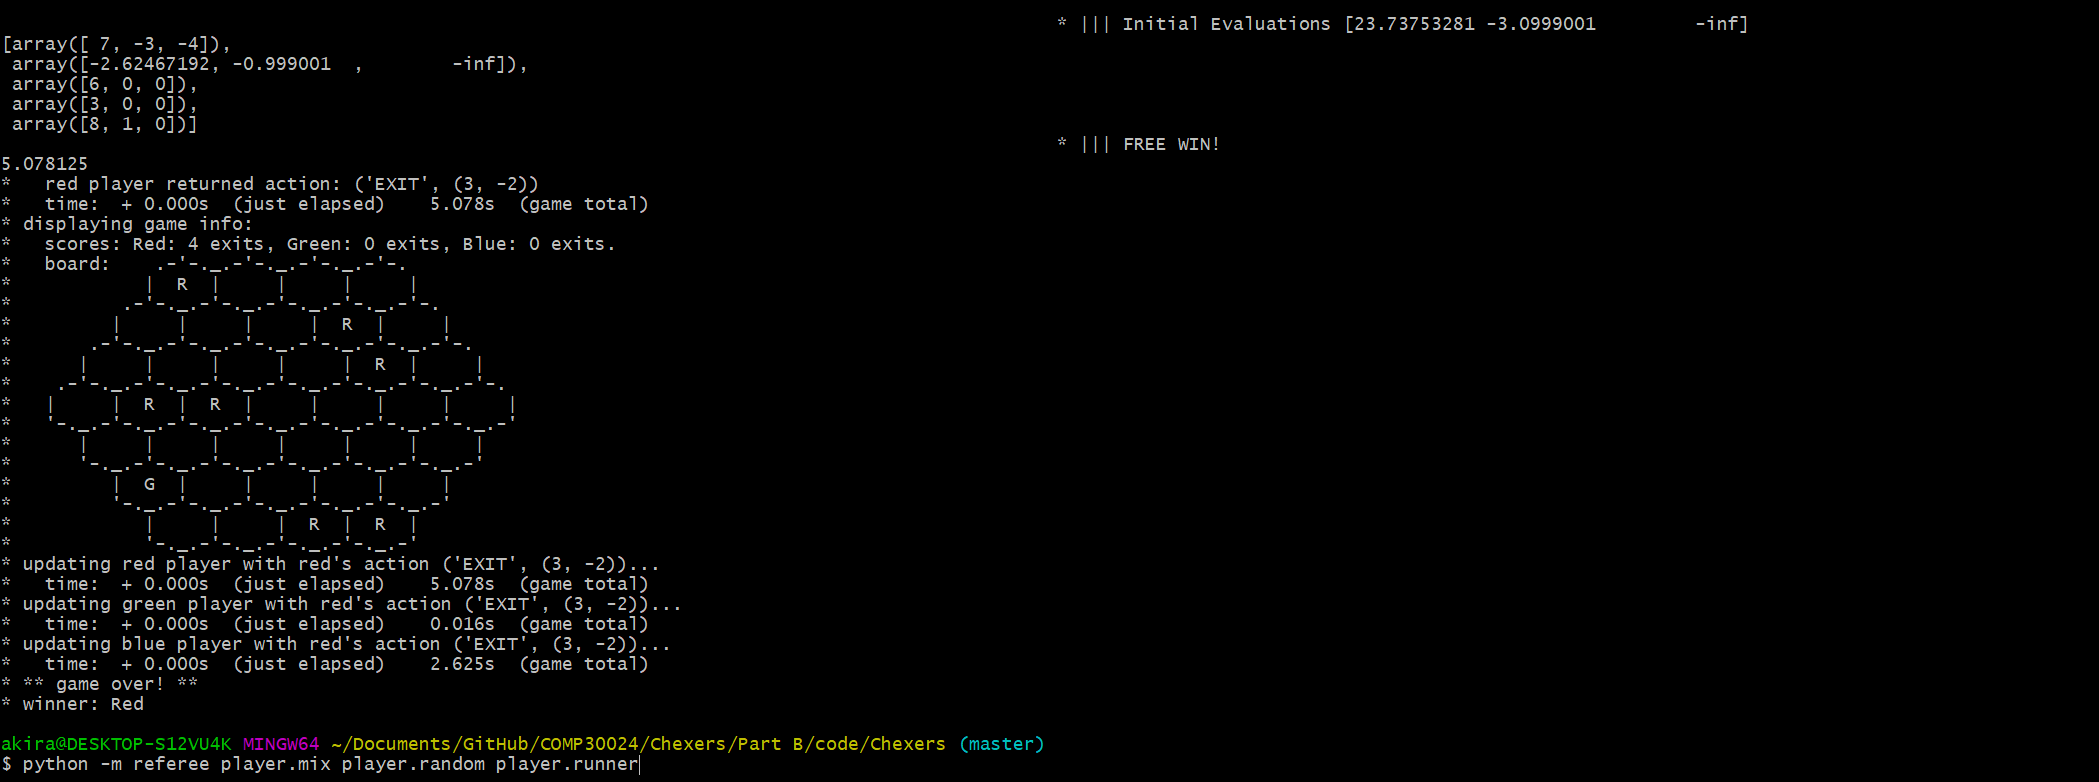 * ||| Initial Evaluations [23.73753281 -3.0999001         -inf]
[array([ 7, -3, -4]),
 array([-2.62467192, -0.999001  ,        -inf]),
 array([6, 0, 0]),
 array([3, 0, 0]),
 array([8, 1, 0])]
* ||| FREE WIN!
5.078125
*   red player returned action: ('EXIT', (3, -2))
*   time:  + 0.000s  (just elapsed)    5.078s  (game total)
* displaying game info:
*   scores: Red: 4 exits, Green: 0 exits, Blue: 0 exits.
*   board:    .-'-._.-'-._.-'-._.-'-.
*            |  R  |     |     |     |
*          .-'-._.-'-._.-'-._.-'-._.-'-.
*         |     |     |     |  R  |     |
*       .-'-._.-'-._.-'-._.-'-._.-'-._.-'-.
*      |     |     |     |     |  R  |     |
*    .-'-._.-'-._.-'-._.-'-._.-'-._.-'-._.-'-.
*   |     |  R  |  R  |     |     |     |     |
*   '-._.-'-._.-'-._.-'-._.-'-._.-'-._.-'-._.-'
*      |     |     |     |     |     |     |
*      '-._.-'-._.-'-._.-'-._.-'-._.-'-._.-'
*         |  G  |     |     |     |     |
*         '-._.-'-._.-'-._.-'-._.-'-._.-'
*            |     |     |  R  |  R  |
*            '-._.-'-._.-'-._.-'-._.-'
* updating red player with red's action ('EXIT', (3, -2))...
*   time:  + 0.000s  (just elapsed)    5.078s  (game total)
* updating green player with red's action ('EXIT', (3, -2))...
*   time:  + 0.000s  (just elapsed)    0.016s  (game total)
* updating blue player with red's action ('EXIT', (3, -2))...
*   time:  + 0.000s  (just elapsed)    2.625s  (game total)
* ** game over! **
* winner: Red
akira@DESKTOP-S12VU4K MINGW64 ~/Documents/GitHub/COMP30024/Chexers/Part B/code/Chexers (master)
$ python -m referee player.mix player.random player.runner